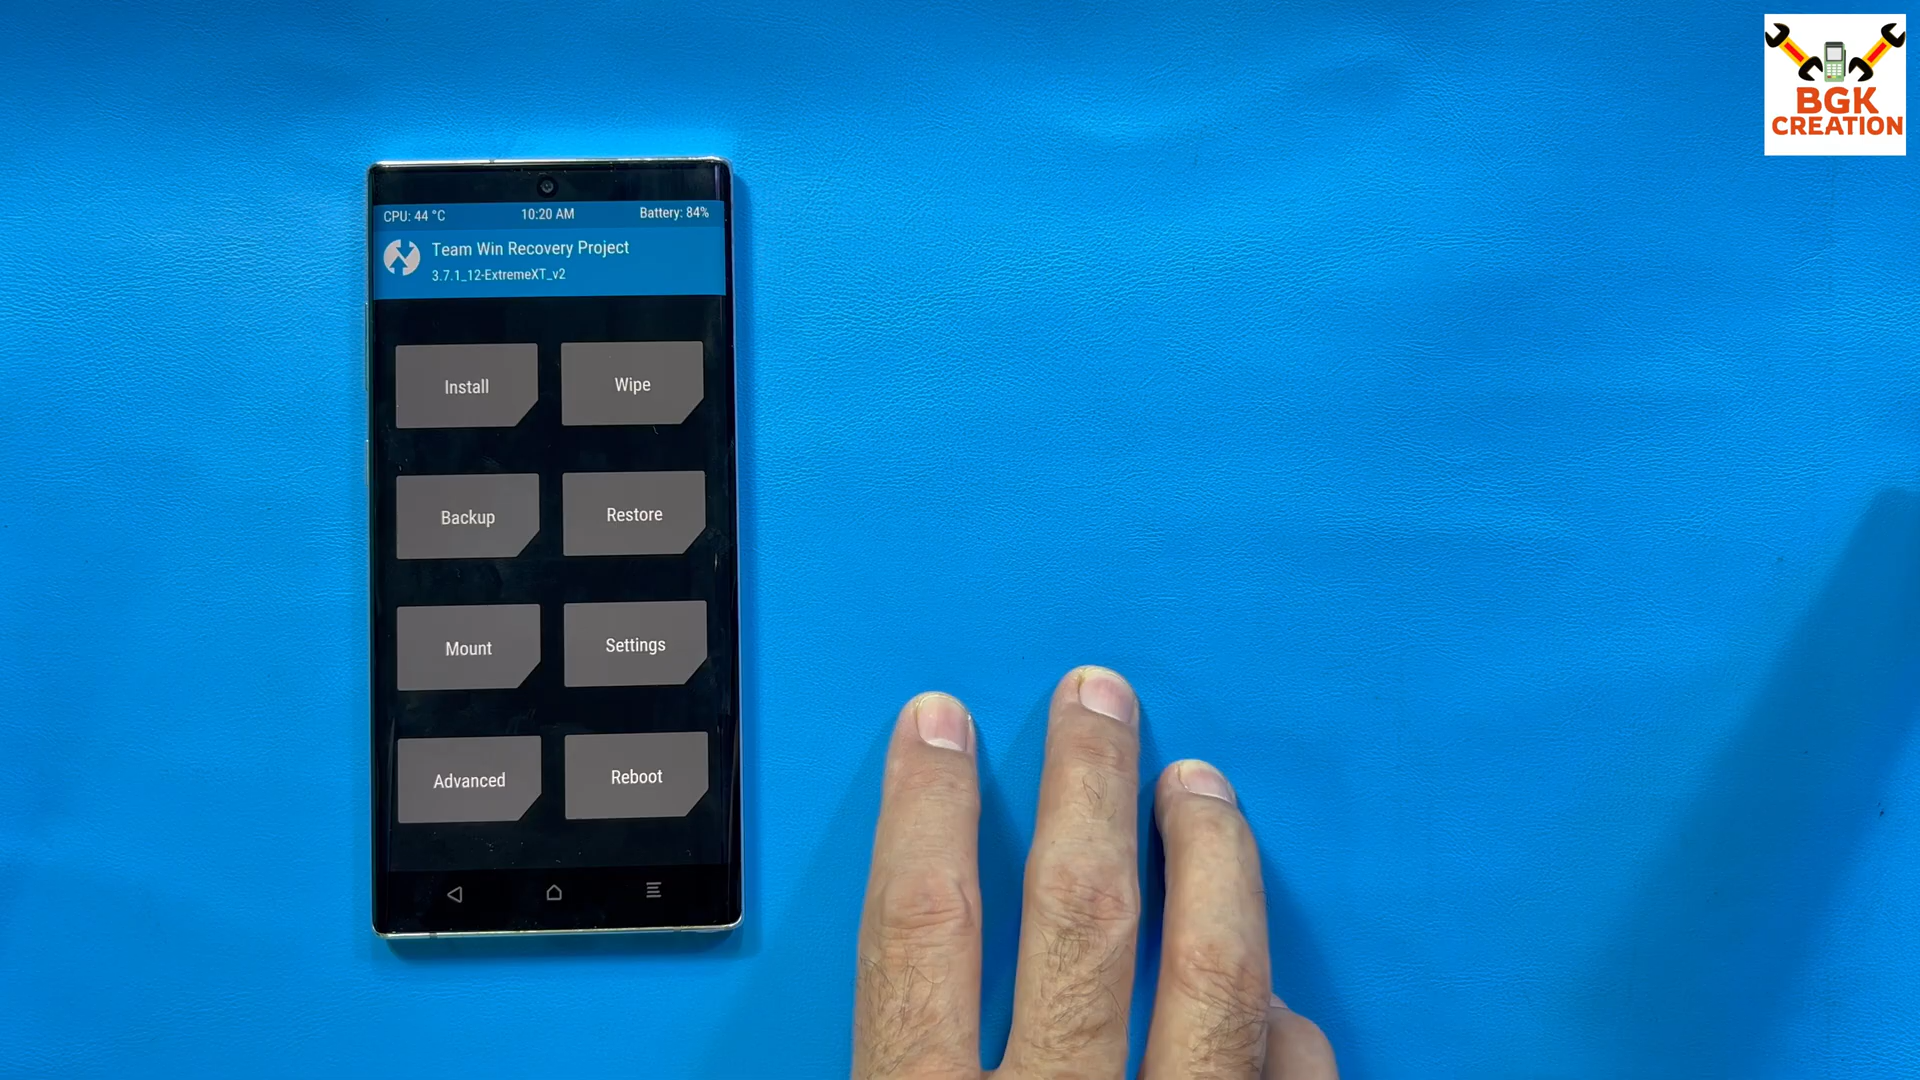 BGK
CREATION
CPU: 44 °C 10:20 AM Battery: 84%
Team Win Recovery Project
3.7.1_12-ExtremeXT_v2
Install Wipe
Backup Restore
Mount Settings
Advanced Reboot